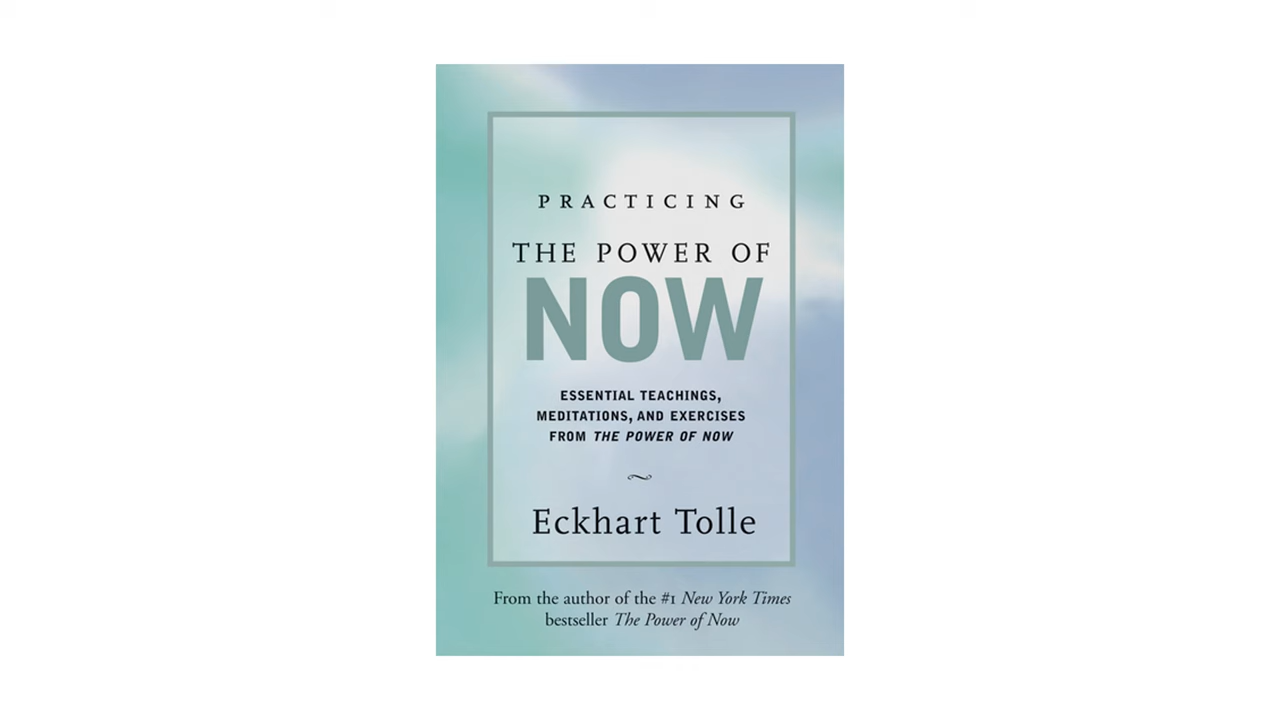 PRACTICING
THE POWER OF
NOW
ESSENTIAL TEACHINGS,
MEDITATIONS, AND EXERCISES
FROM THE POWER OF NOW
Eckhart Tolle
From the author of the #1 New York Times
bestseller The Power of Now